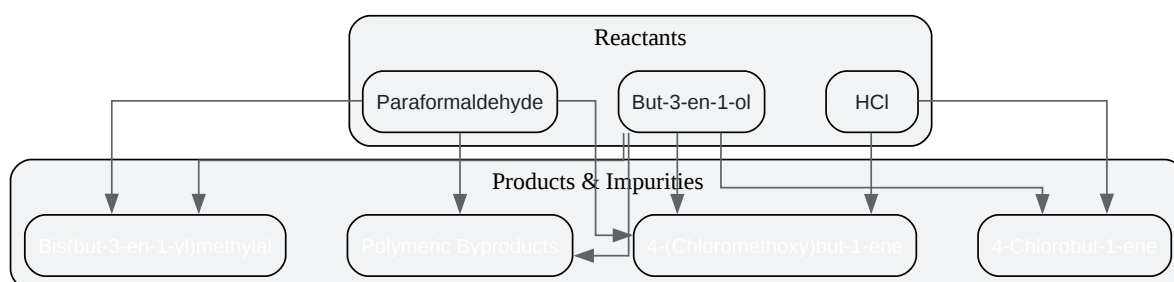 Reactants
Paraformaldehyde
But-3-en-1-ol
HCl
Products & Impurities
Bis(but-3-en-1-yl)methylal
Polymeric Byproducts
4-(Chloromethoxy)but-1-ene
4-Chlorobut-1-ene